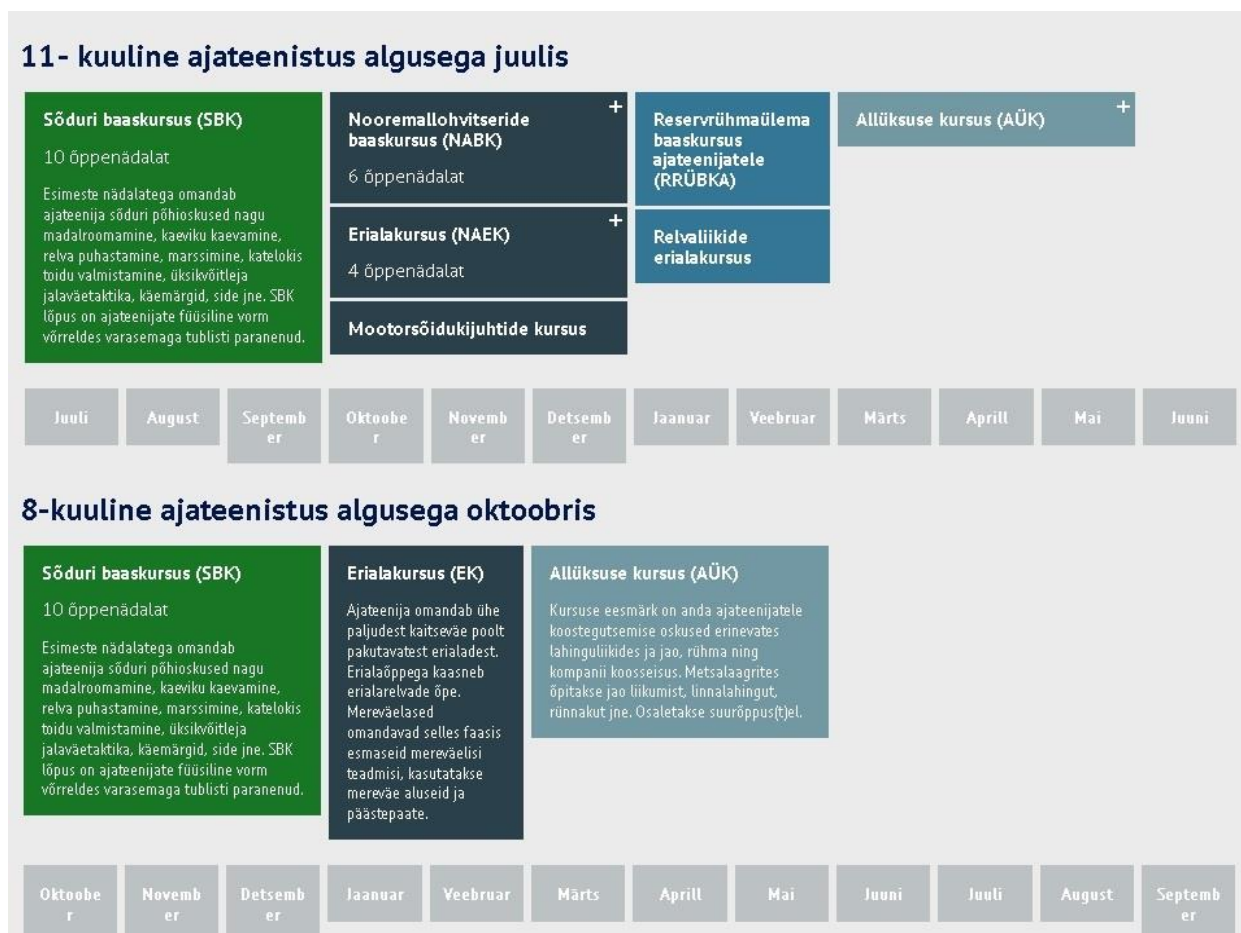 11- kuuline ajateenistus algusega juulis
Sõduri baaskursus (SBK)
10 õppenädalat
Esimeste nädalatega omandab
ajateenija sõduri põhioskused nagu
madalroomamine, kaeviku kaevamine,
relva puhastamine, marssimine, katelokis
toidu valmistamine, üksikvõitleja
jalaväetaktika, käemärgid, side jne. SBK
lõpus on ajateenijate füüsiline vorm
võrreldes varasemaga tublisti paranenud.
+
Nooremallohvitseride
baaskursus (NABK)
6 õppenädalat
+
Erialakursus (NAEK)
4 õppenädalat
Mootorsõidukijuhtide kursus
Reservrühmaülema
baaskursus
ajateenijatele
(RRÜBKA)
Relvaliikide
erialakursus
Allüksuse kursus (AÜK)
+
Juuli
August
Septemb
er
Oktoobe
r
Novemb
er
Detsemb
er
Jaanuar
Veebruar
Märts
Aprill
Mai
Juuni
8-kuuline ajateenistus algusega oktoobris
Sõduri baaskursus (SBK)
10 õppenädalat
Esimeste nädalatega omandab
ajateenija sõduri põhioskused nagu
madalroomamine, kaeviku kaevamine,
relva puhastamine, marssimine, katelokis
toidu valmistamine, üksikvõitleja
jalaväetaktika, käemärgid, side jne. SBK
lõpus on ajateenijate füüsiline vorm
võrreldes varasemaga tublisti paranenud.
Erialakursus (EK)
Ajateenija omandab ühe
paljudest kaitseväe poolt
pakutavatest erialadest.
Erialaõppega kaasneb
erialarelvade õpe.
Mereväelased
omandavad selles faasis
esmaseid mereväelisi
teadmisi, kasutatakse
mereväe aluseid ja
päästepaate.
Allüksuse kursus (AÜK)
Kursuse eesmärk on anda ajateenijatele
koostegutsemise oskused erinevates
lahinguliikides ja jao, rühma ning
kompanii koosseisus. Metsalaagrites
õpitakse jao liikumist, linnalahingut,
rünnakut jne. Osaletakse suurõppus(t)el.
Oktoobe
r
Novemb
er
Detsemb
er
Jaanuar
Veebruar
Märts
Aprill
Mai
Juuni
Juuli
August
Septemb
er